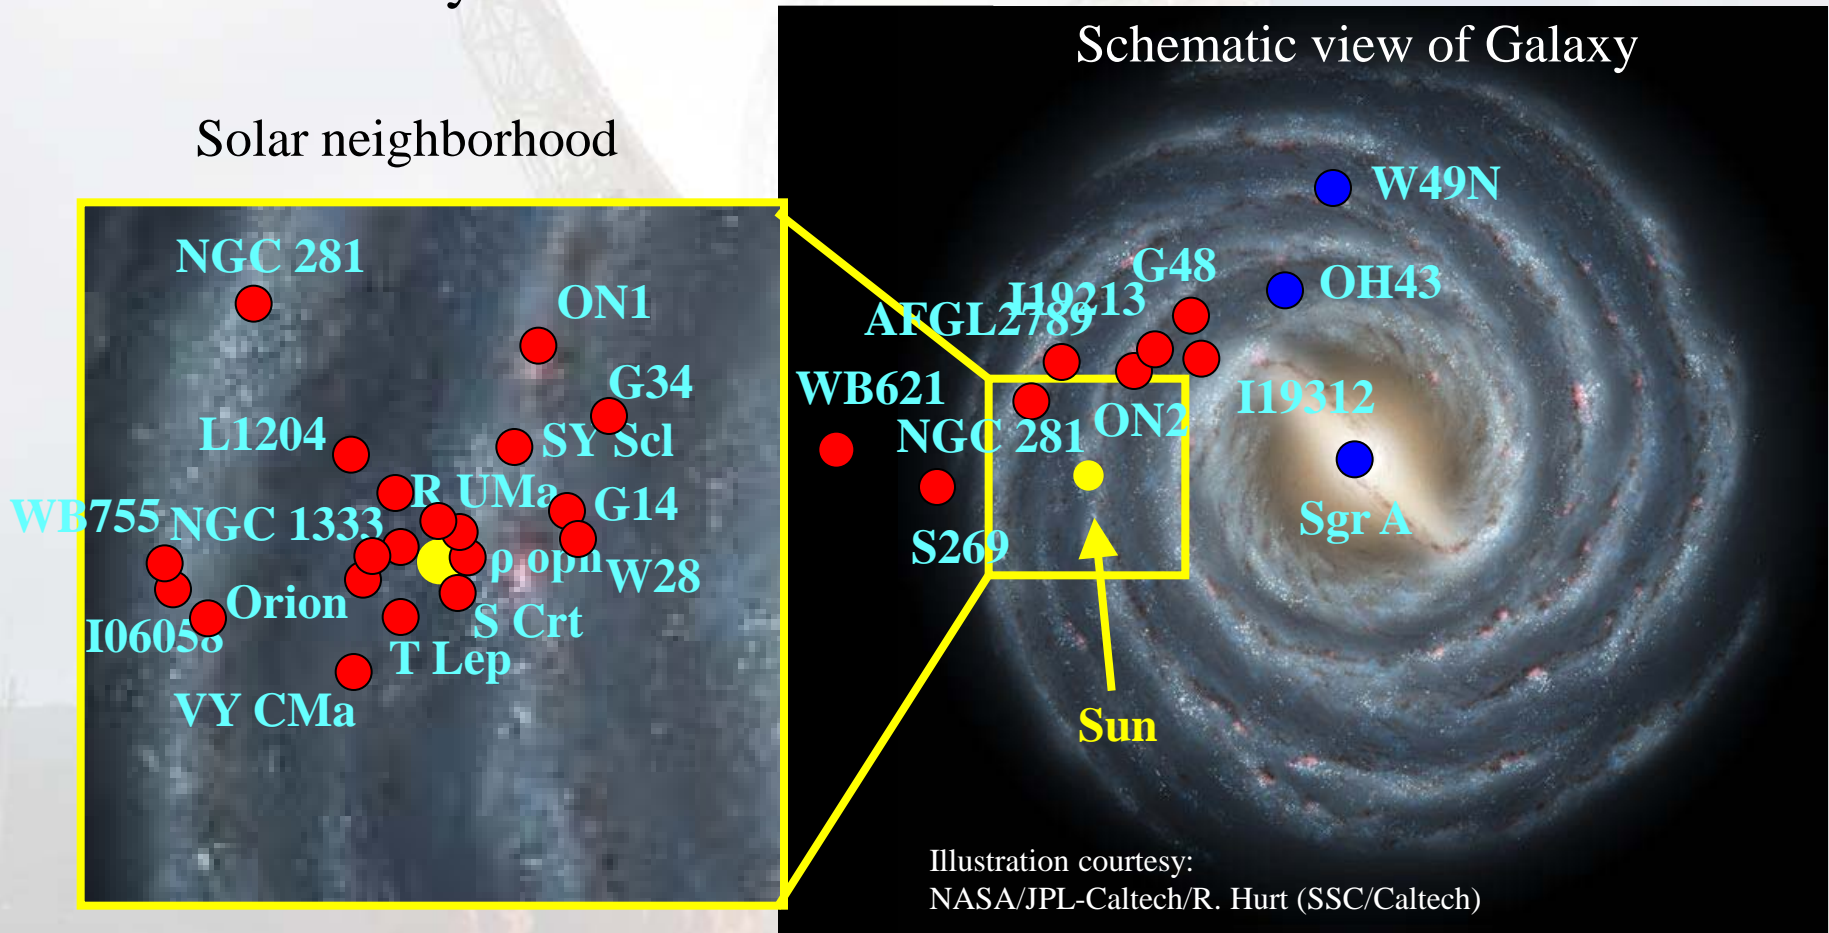 Schematic view of Galaxy
Solar neighborhood
NGC 281
ON1
G34
L1204
SY Scl
R UMa
G14
WB755
NGC 1333
ρ oph
W28
Orion
S Crt
I06058
T Lep
VY CMa
W49N
G48
OH43
I19213
AFGL2789
WB621
I19312
ON2
NGC 281
Sgr A
S269
Sun
Illustration courtesy:
NASA/JPL-Caltech/R. Hurt (SSC/Caltech)